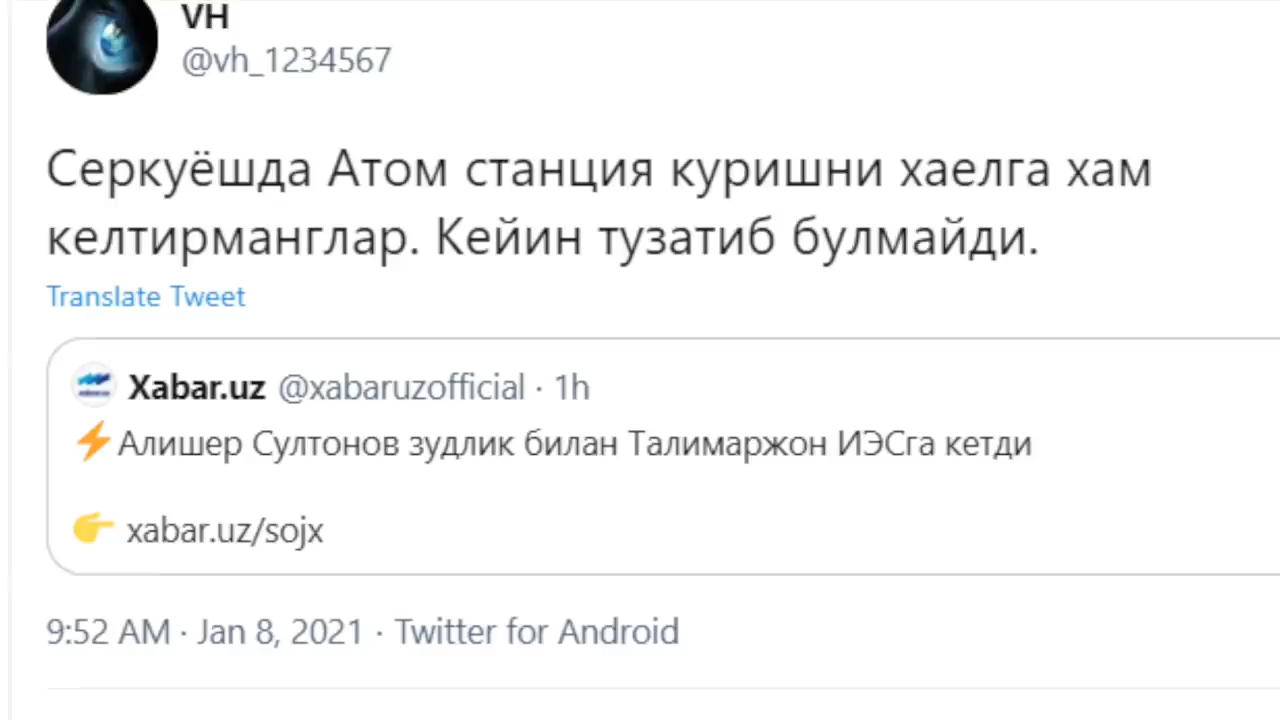 VH
@vh_1234567
Серкуёшда Атом станция куришни хаелга хам
келтирманглар. Кейин тузатиб булмайди.
Translate Tweet
Xabar.uz @xabaruzofficial · 1h
⚡Алишер Султонов зудлик билан Талимаржон ИЭСга кетди
👉 xabar.uz/sojx
9:52 AM · Jan 8, 2021 · Twitter for Android